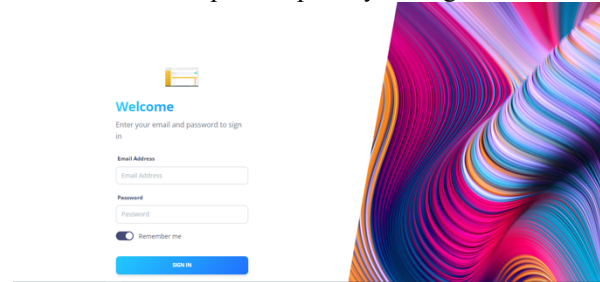 Welcome
Enter your email and password to sign
in
Email Address
Email Address
Password
Password
Remember me
SIGN IN